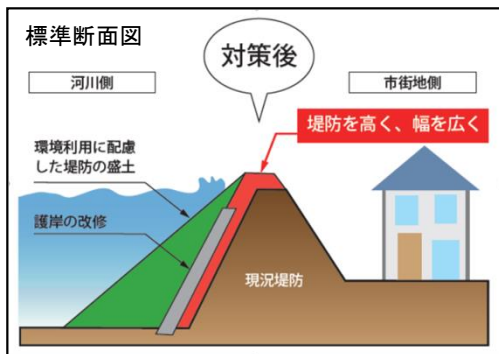 標準断面図
対策後
河川側
市街地側
堤防を高く、幅を広く
環境利用に配慮
した堤防の盛土
護岸の改修
現況堤防